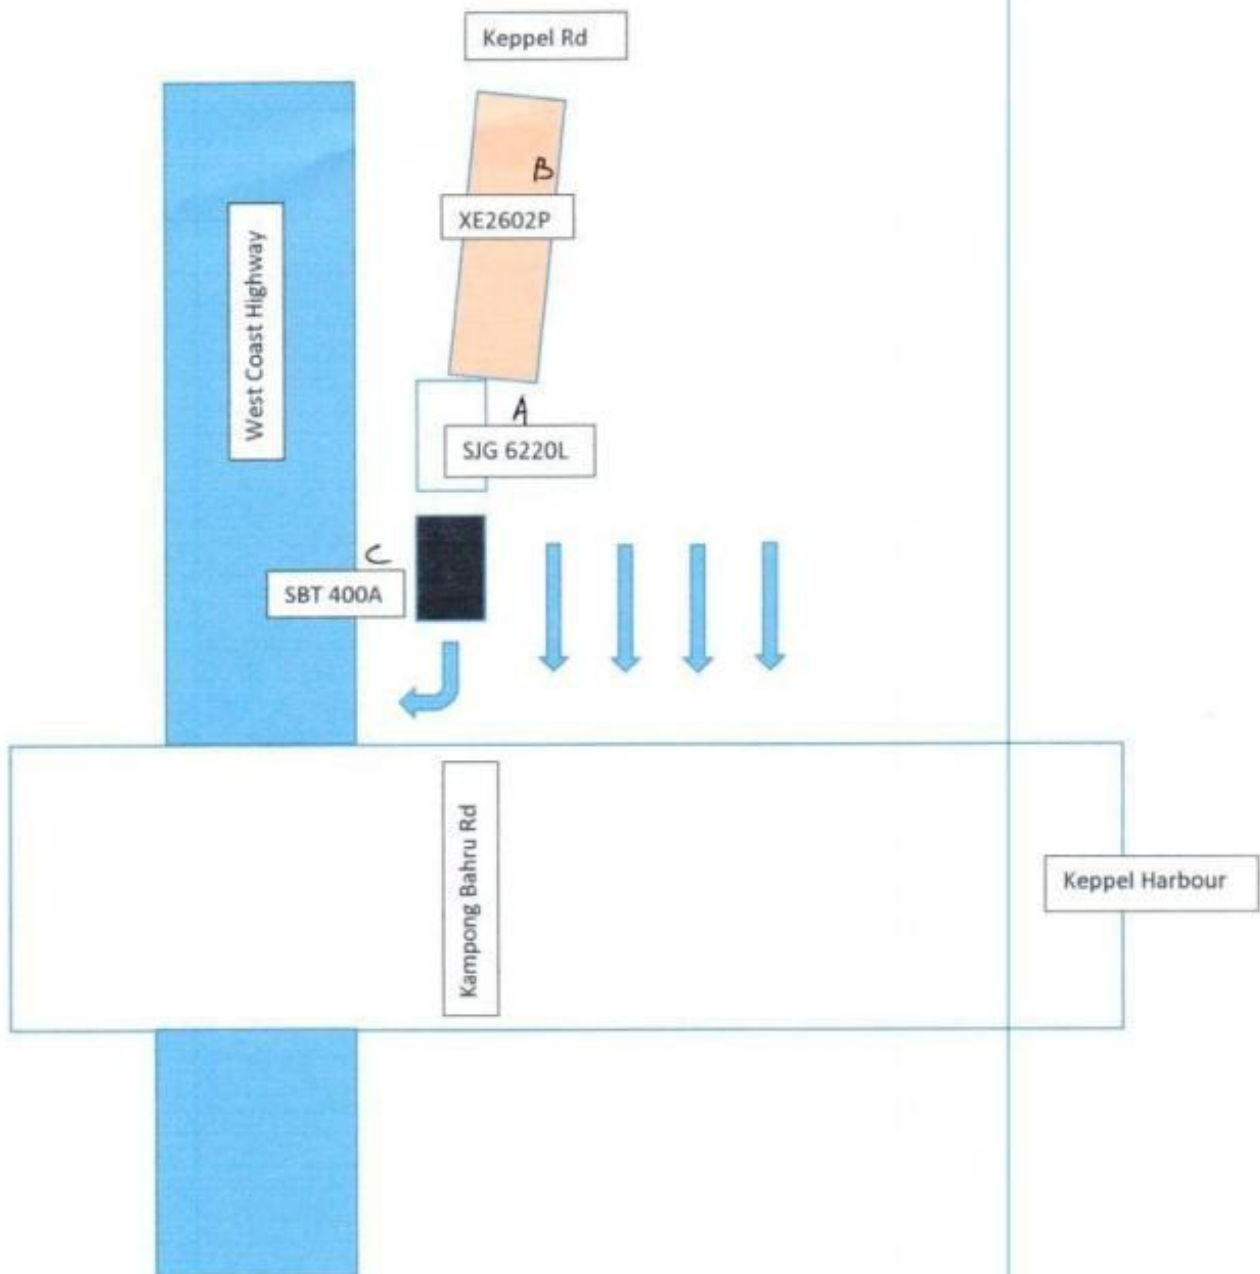 Keppel Rd
B
XE2602P
West Coast Highway
A
SJG 6220L
C
SBT 400A
Kampong Bahru Rd
Keppel Harbour